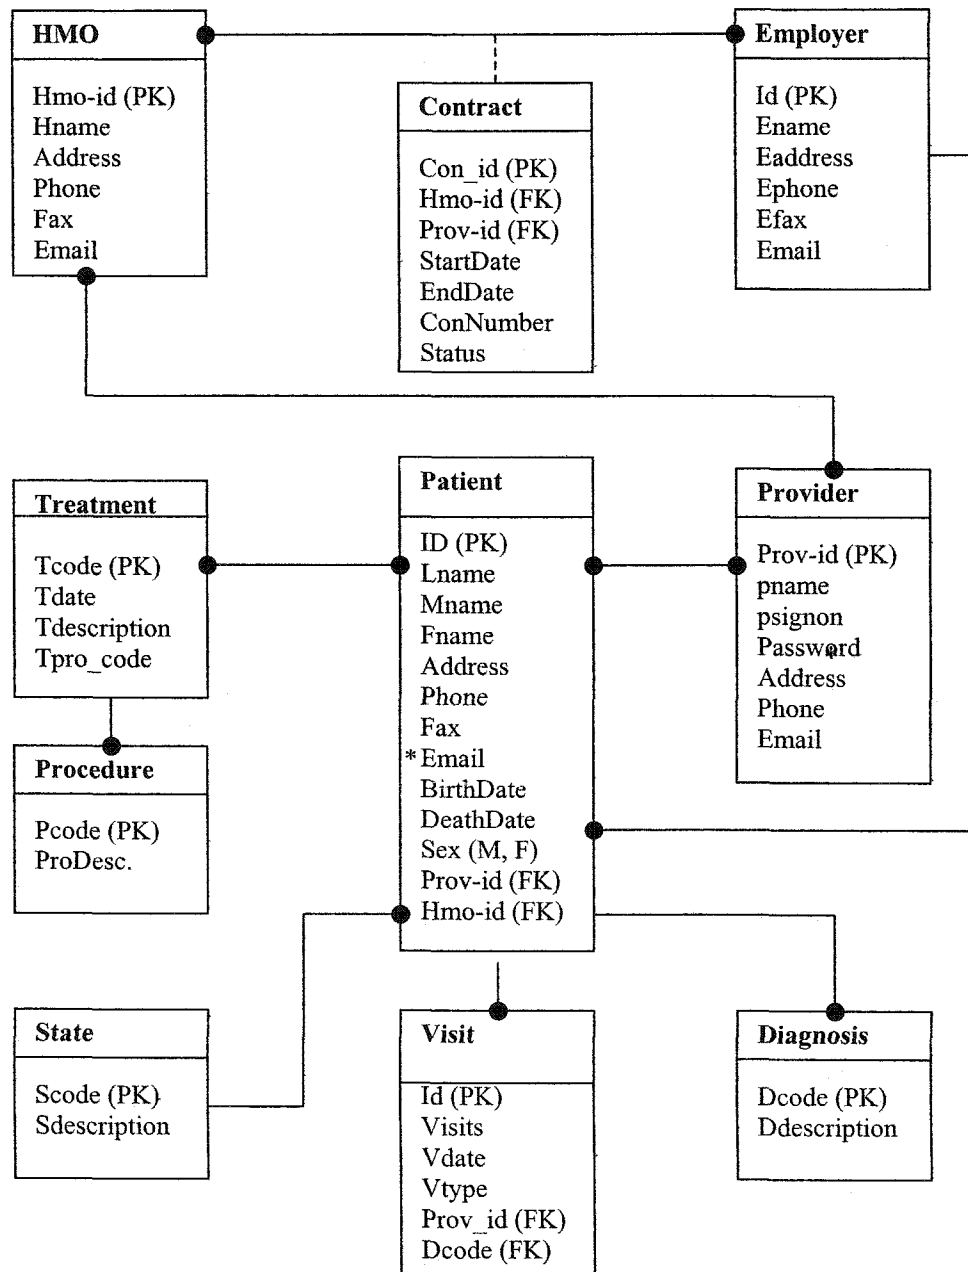 HMO
Hmo-id (PK)
Hname
Address
Phone
Fax
Email
Employer
Id (PK)
Ename
Eaddress
Ephone
Efax
Email
Contract
Con_id (PK)
Hmo-id (FK)
Prov-id (FK)
StartDate
EndDate
ConNumber
Status
Treatment
Tcode (PK)
Tdate
Tdescription
Tpro_code
Patient
ID (PK)
Lname
Mname
Fname
Address
Phone
Fax
*Email
BirthDate
DeathDate
Sex (M, F)
Prov-id (FK)
Hmo-id (FK)
Provider
Prov-id (PK)
pname
psignon
Password
Address
Phone
Email
Procedure
Pcode (PK)
ProDesc.
State
Scode (PK)
Sdescription
Visit
Id (PK)
Visits
Vdate
Vtype
Prov_id (FK)
Dcode (FK)
Diagnosis
Dcode (PK)
Ddescription